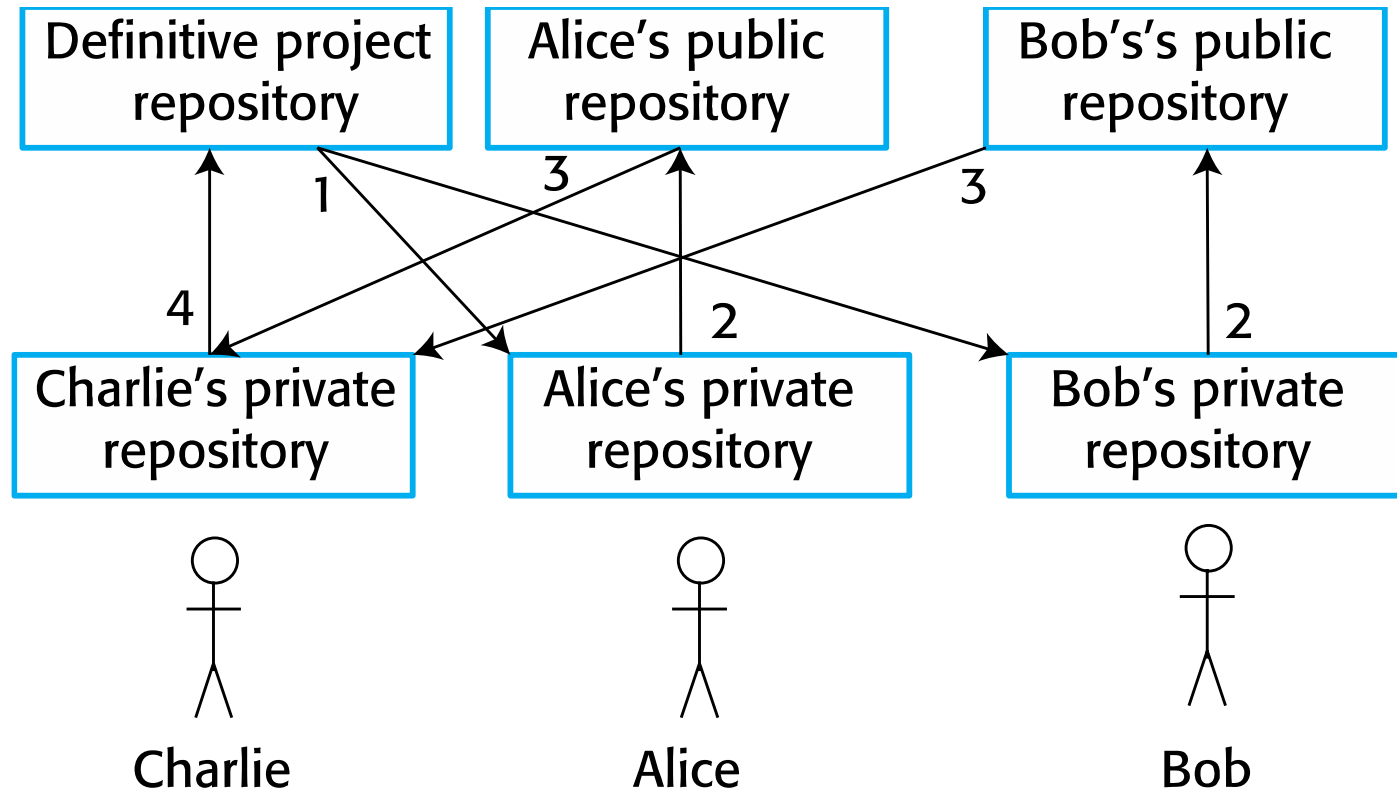 Definitive project
repository
Alice’s public
repository
Bob’s’s public
repository
1
3
3
4
2
2
Charlie’s private
repository
Alice’s private
repository
Bob’s private
repository
Charlie
Alice
Bob